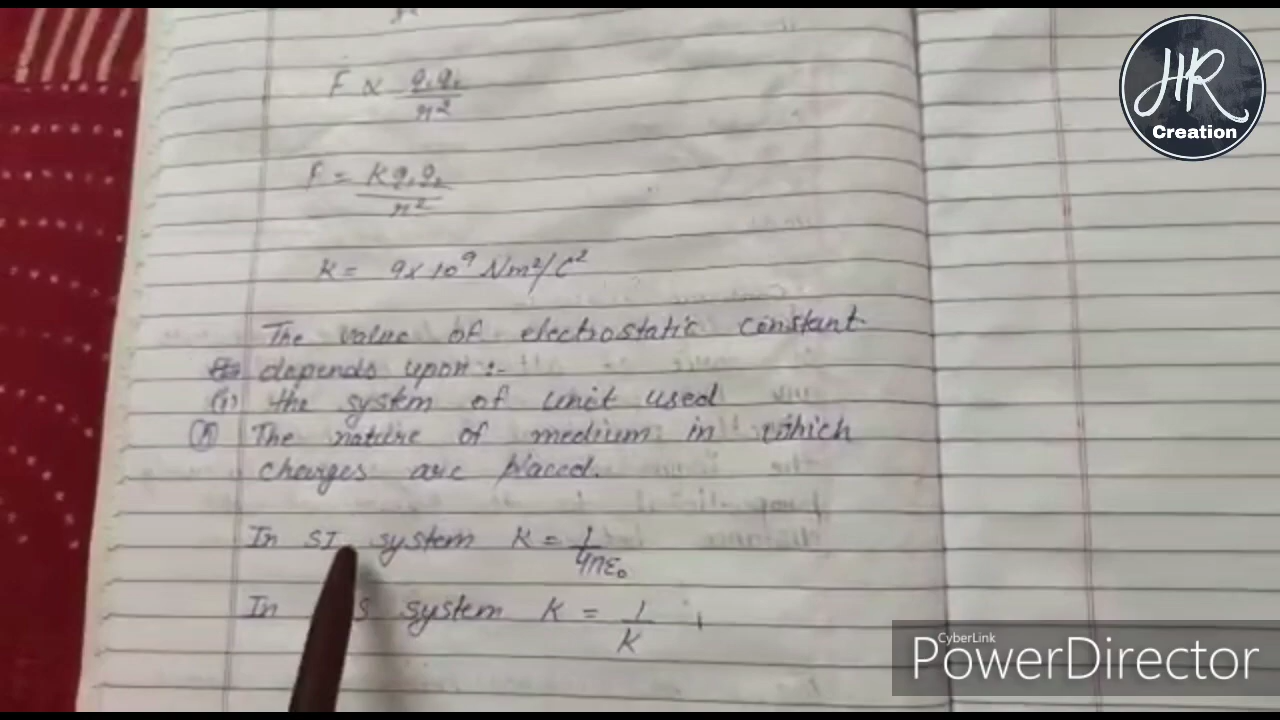 F ∝ q₁q₂
r²
F = Kq₁q₂
r²
K = 9×10⁹ Nm²/C²
The value of electrostatic constant
depends upon :-
(i) the system of unit used
The nature of medium in which
charges are placed.
In SI system K = 1
4πε₀
In S system K = 1
K
HR
Creation
CyberLink
PowerDirector